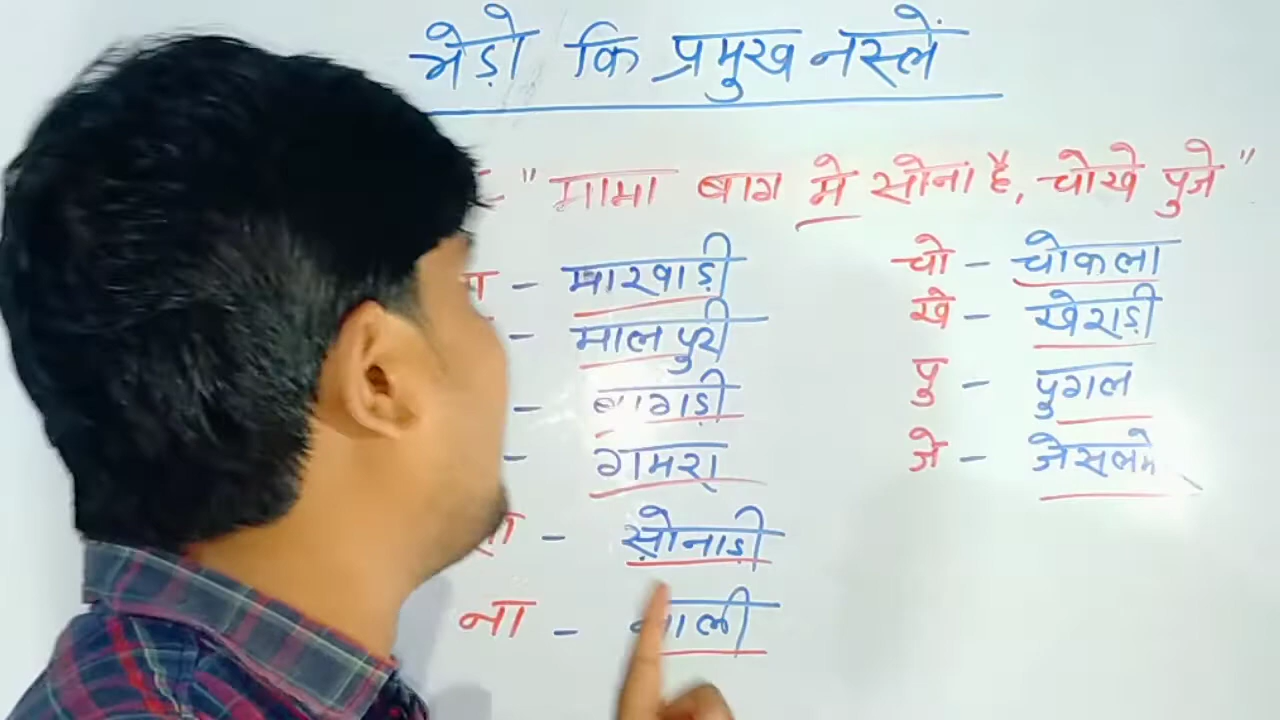 भेड़ो कि प्रमुख नस्लें
"मामा बाग मे सोना है, चोखे पुजे"
- मारवाड़ी
- मालपुरी
- बागड़ी
- गमरा
- सोनाड़ी
ना - नाली
चो - चोकला
खे - खेराड़ी
पु - पुगल
जे - जेसलमे